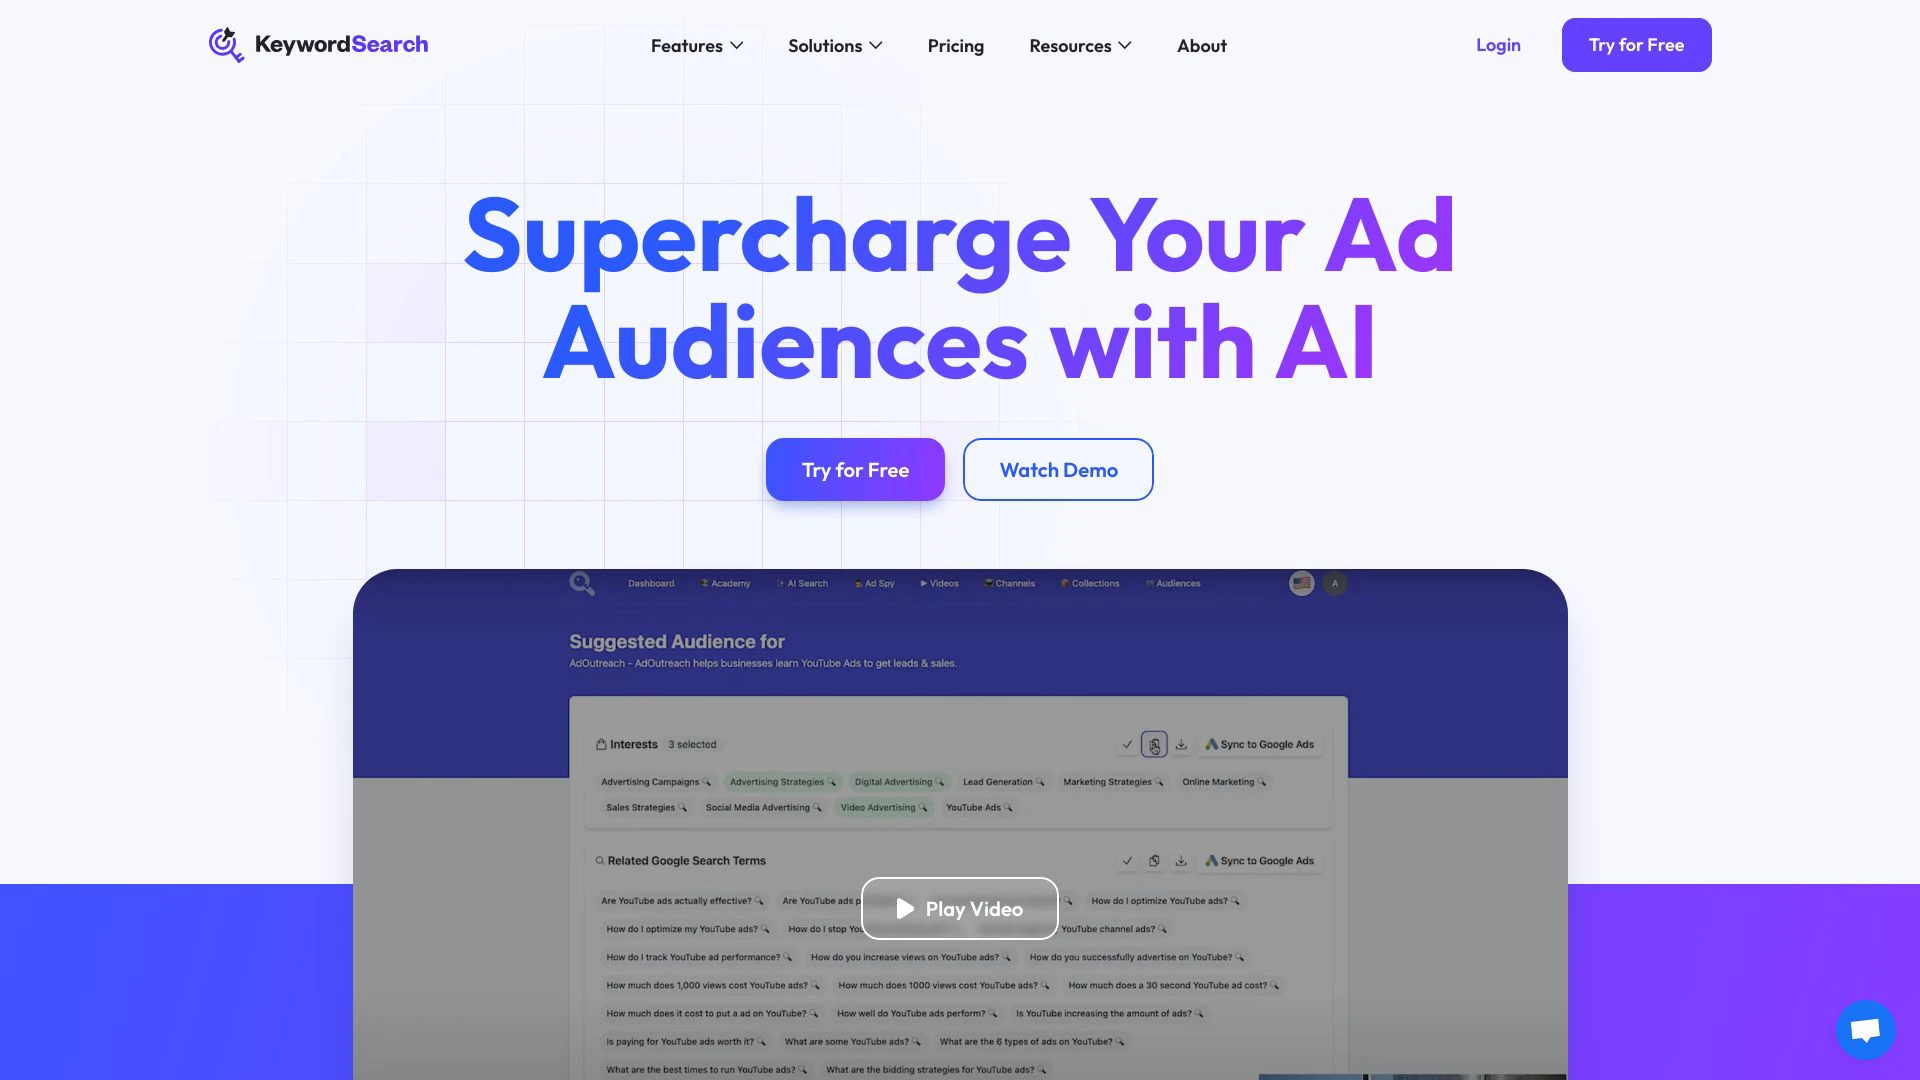 KeywordSearch
Features
Solutions
Pricing
Resources
About
Login
Try for Free
Supercharge Your Ad
Audiences with AI
Try for Free
Watch Demo
Dashboard
Academy
AI Search
Ad Spy
Videos
Channels
Collections
Audiences
A
Suggested Audience for
AdOutreach - AdOutreach helps businesses learn YouTube Ads to get leads & sales.
Interests 3 selected
Sync to Google Ads
Advertising Campaigns
Advertising Strategies
Digital Advertising
Lead Generation
Marketing Strategies
Online Marketing
Sales Strategies
Social Media Advertising
Video Advertising
YouTube Ads
Related Google Search Terms
Sync to Google Ads
Are YouTube ads actually effective?
Are YouTube ads
How do I optimize YouTube ads?
Play Video
How do I optimize my YouTube ads?
How do I stop
YouTube channel ads?
How do I track YouTube ad performance?
How do you increase views on YouTube ads?
How do you successfully advertise on YouTube?
How much does 1,000 views cost YouTube ads?
How much does 1000 views cost YouTube ads?
How much does a 30 second YouTube ad cost?
How much does it cost to put a ad on YouTube?
How well do YouTube ads perform?
Is YouTube increasing the amount of ads?
Is paying for YouTube ads worth it?
What are some YouTube ads?
What are the 6 types of ads on YouTube?
What are the best times to run YouTube ads?
What are the bidding strategies for YouTube ads?